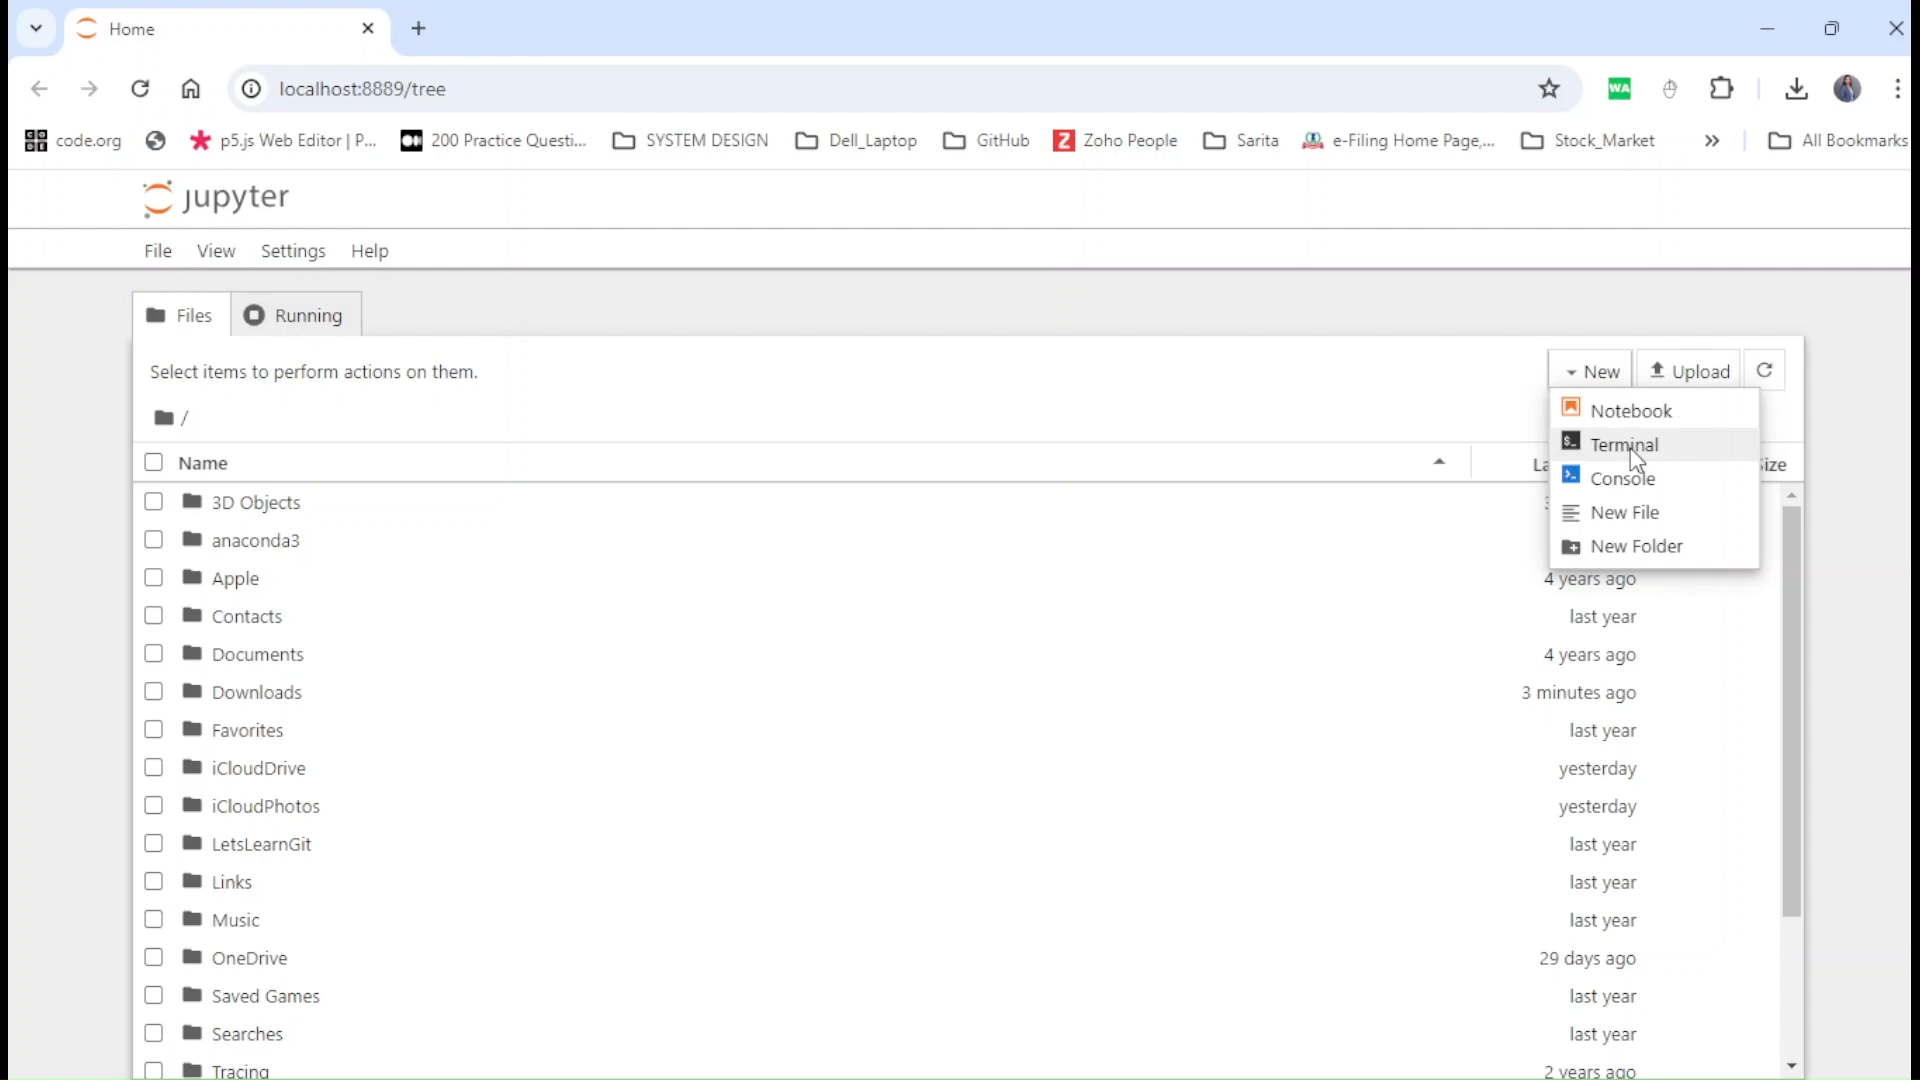 Home
localhost:8889/tree
WA
code.org p5.js Web Editor | P... 200 Practice Questi... SYSTEM DESIGN Dell_Laptop GitHub Z Zoho People Sarita e-Filing Home Page,... Stock_Market » All Bookmarks
jupyter
File View Settings Help
Files Running
Select items to perform actions on them. New Upload
/
Notebook
Terminal
Console
New File
New Folder
Name La ize
3D Objects
anaconda3
Apple 4 years ago
Contacts last year
Documents 4 years ago
Downloads 3 minutes ago
Favorites last year
iCloudDrive yesterday
iCloudPhotos yesterday
LetsLearnGit last year
Links last year
Music last year
OneDrive 29 days ago
Saved Games last year
Searches last year
Tracing 2 years ago